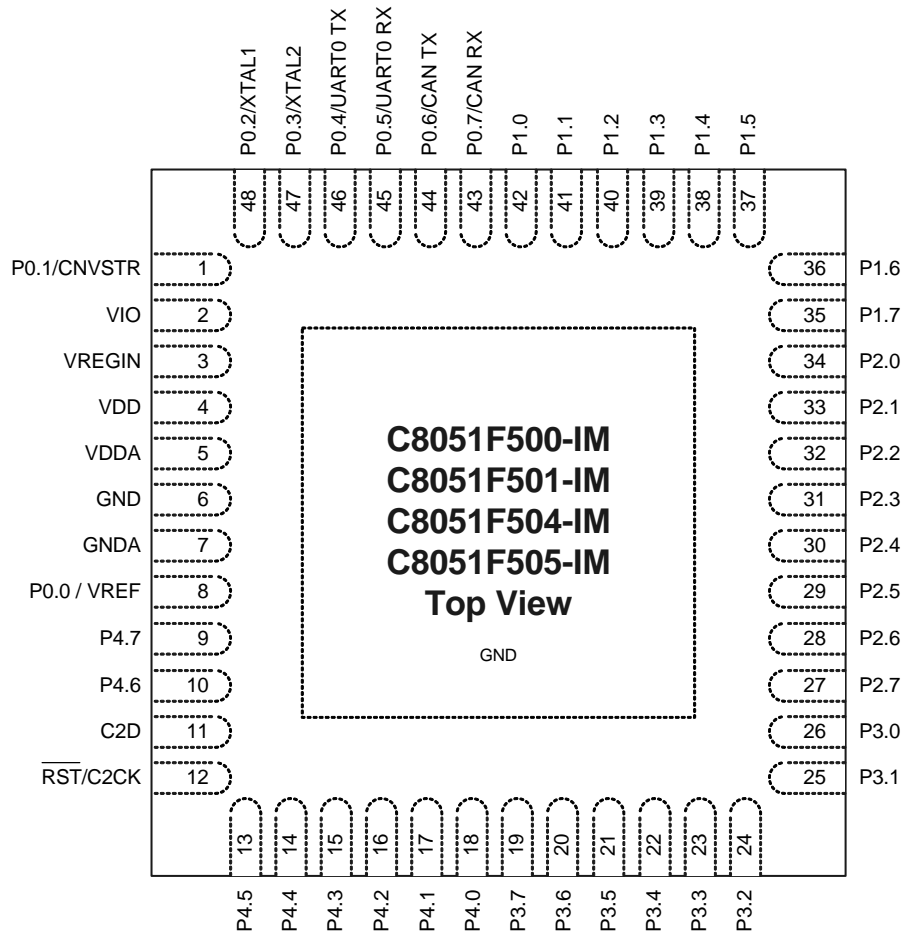 P0.2/XTAL1
P0.3/XTAL2
P0.4/UART0 TX
P0.5/UART0 RX
P0.6/CAN TX
P0.7/CAN RX
P1.0
P1.1
P1.2
P1.3
P1.4
P1.5
48
47
46
45
44
43
42
41
40
39
38
37
P0.1/CNVSTR 1
VIO 2
VREGIN 3
VDD 4
VDDA 5
GND 6
GNDA 7
P0.0 / VREF 8
P4.7 9
P4.6 10
C2D 11
RST/C2CK 12
C8051F500-IM
C8051F501-IM
C8051F504-IM
C8051F505-IM
Top View
GND
36 P1.6
35 P1.7
34 P2.0
33 P2.1
32 P2.2
31 P2.3
30 P2.4
29 P2.5
28 P2.6
27 P2.7
26 P3.0
25 P3.1
13
14
15
16
17
18
19
20
21
22
23
24
P4.5
P4.4
P4.3
P4.2
P4.1
P4.0
P3.7
P3.6
P3.5
P3.4
P3.3
P3.2